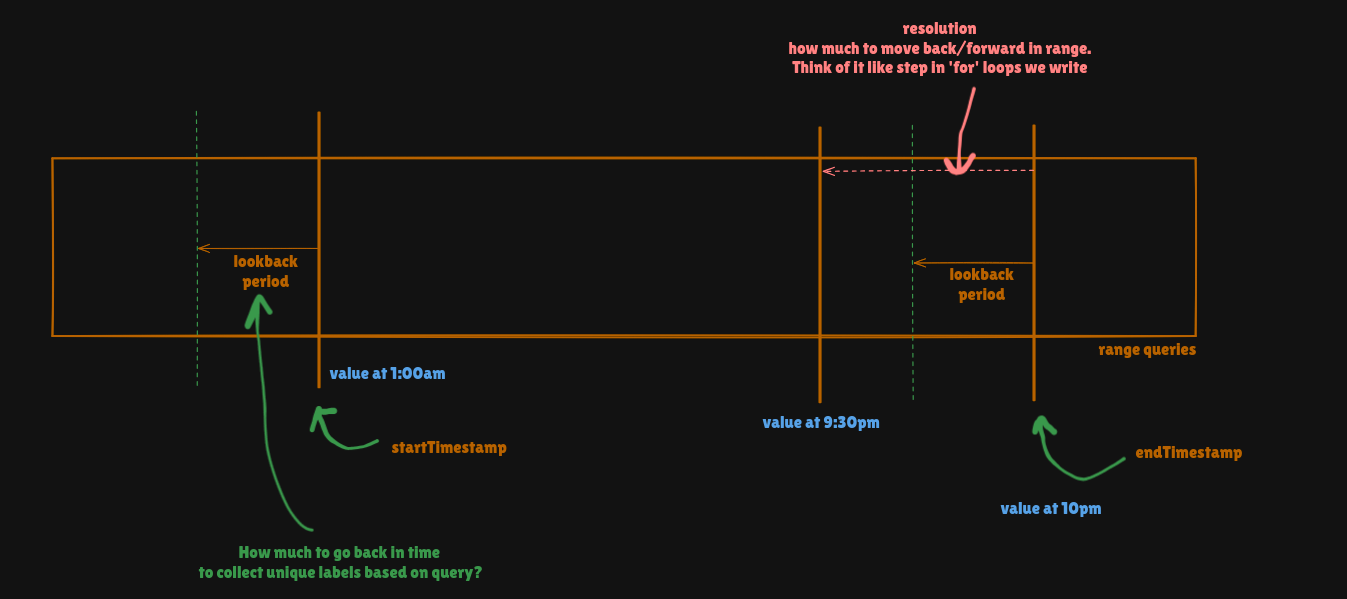 resolution
how much to move back/forward in range.
Think of it like step in 'for' loops we write
lookback
period
lookback
period
range queries
value at 1:00am
value at 9:30pm
startTimestamp
endTimestamp
value at 10pm
How much to go back in time
to collect unique labels based on query?